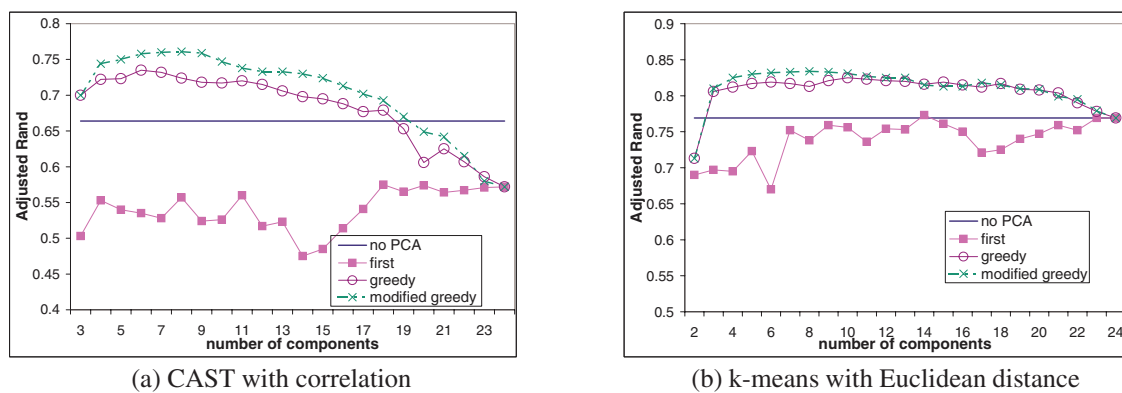 0.8
0.75
0.7
0.65
0.6
0.55
0.5
0.45
0.4
Adjusted Rand
3 5 7 9 11 13 15 17 19 21 23
number of components
no PCA
first
greedy
modified greedy
(a) CAST with correlation
0.9
0.85
0.8
0.75
0.7
0.65
0.6
0.55
0.5
Adjusted Rand
2 4 6 8 10 12 14 16 18 20 22 24
number of components
no PCA
first
greedy
modified greedy
(b) k-means with Euclidean distance